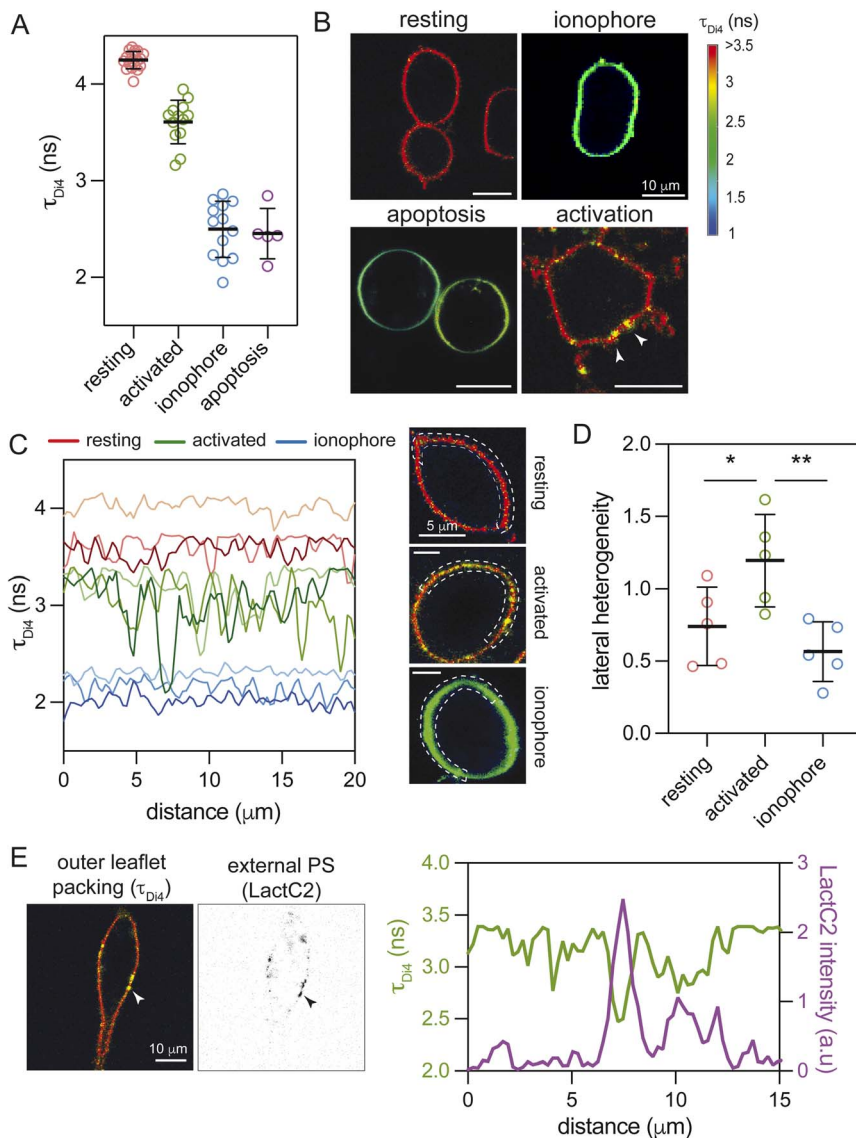 A
τDi4 (ns)
4
3
2
resting
activated
ionophore
apoptosis
B
resting
ionophore
10 μm
apoptosis
activation
τDi4 (ns)
>3.5
3
2.5
2
1.5
1
C
resting
activated
ionophore
τDi4 (ns)
4
3
2
0 5 10 15 20
distance (μm)
5 μm
resting
activated
ionophore
D
lateral heterogeneity
2.0
1.5
1.0
0.5
0.0
*
**
resting
activated
ionophore
E
outer leaflet
packing (τDi4)
10 μm
external PS
(LactC2)
τDi4 (ns)
4.0
3.5
3.0
2.5
2.0
3
2
1
0
LactC2 intensity (a.u)
0 5 10 15
distance (μm)